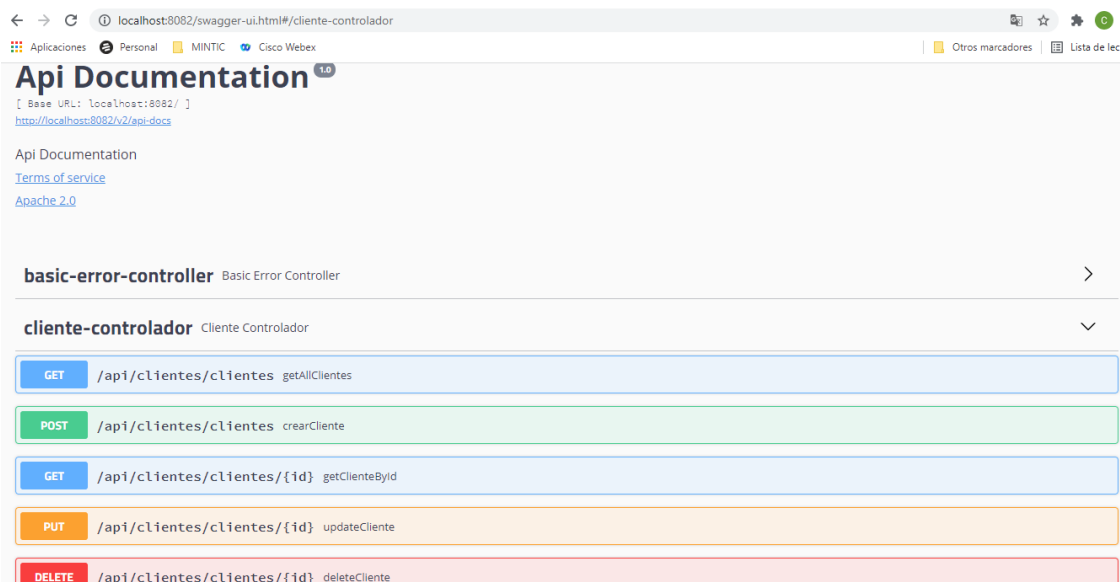 localhost:8082/swagger-ui.html#/cliente-controlador
C
Aplicaciones Personal MINTIC Cisco Webex Otros marcadores Lista de lec
Api Documentation 1.0
[ Base URL: localhost:8082/ ]
http://localhost:8082/v2/api-docs
Api Documentation
Terms of service
Apache 2.0
basic-error-controller Basic Error Controller
cliente-controlador Cliente Controlador
GET /api/clientes/clientes getAllClientes
POST /api/clientes/clientes crearCliente
GET /api/clientes/clientes/{id} getClienteById
PUT /api/clientes/clientes/{id} updateCliente
DELETE /api/clientes/clientes/{id} deleteCliente